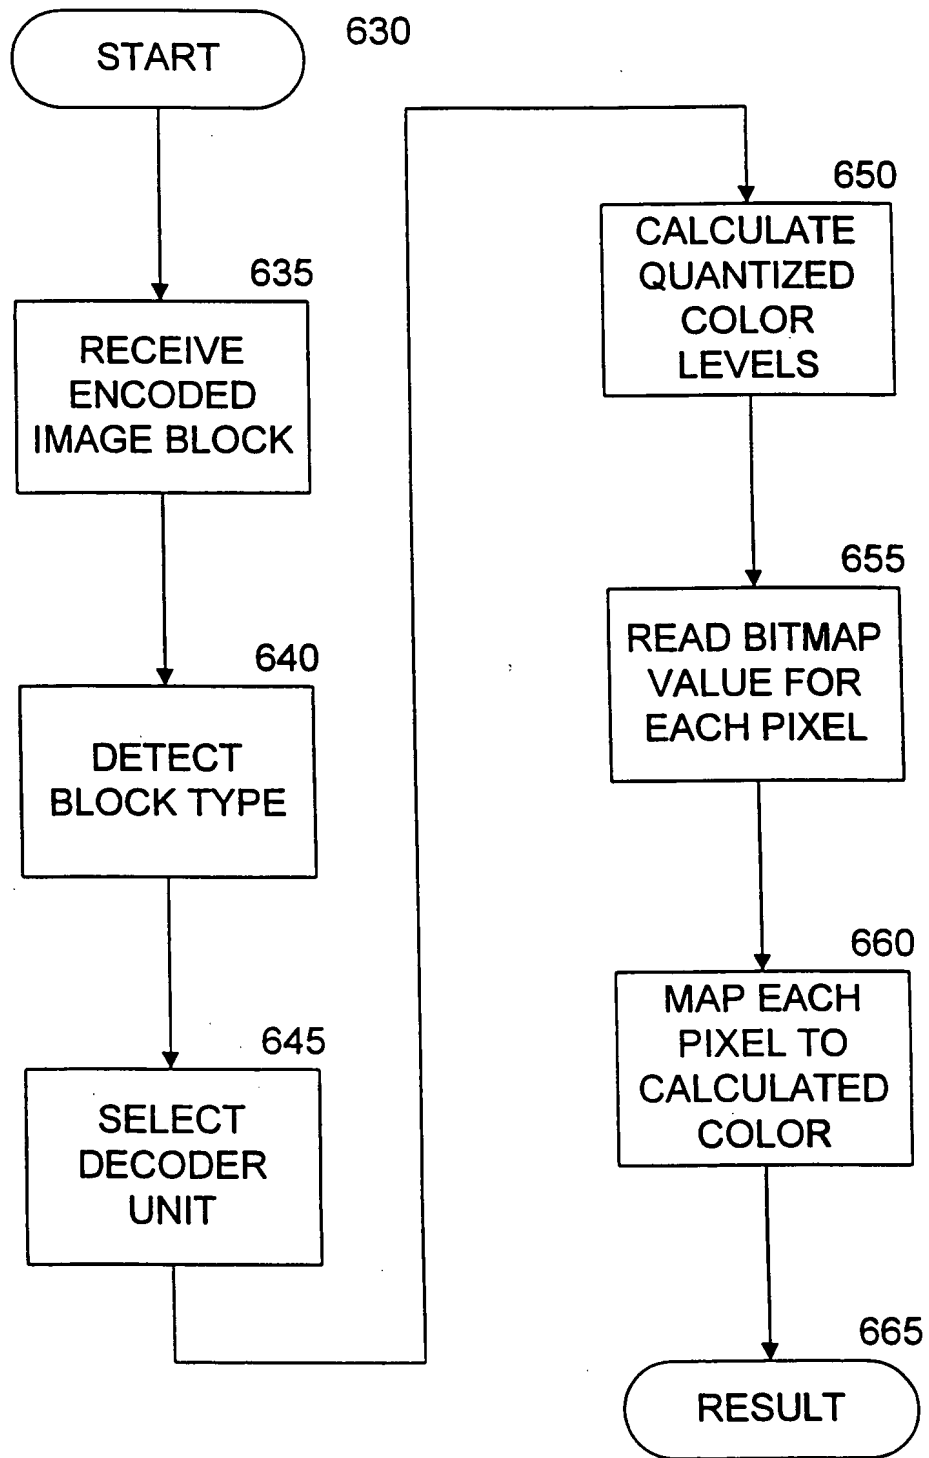 START
630
635
RECEIVE
ENCODED
IMAGE BLOCK
640
DETECT
BLOCK TYPE
645
SELECT
DECODER
UNIT
650
CALCULATE
QUANTIZED
COLOR
LEVELS
655
READ BITMAP
VALUE FOR
EACH PIXEL
660
MAP EACH
PIXEL TO
CALCULATED
COLOR
665
RESULT